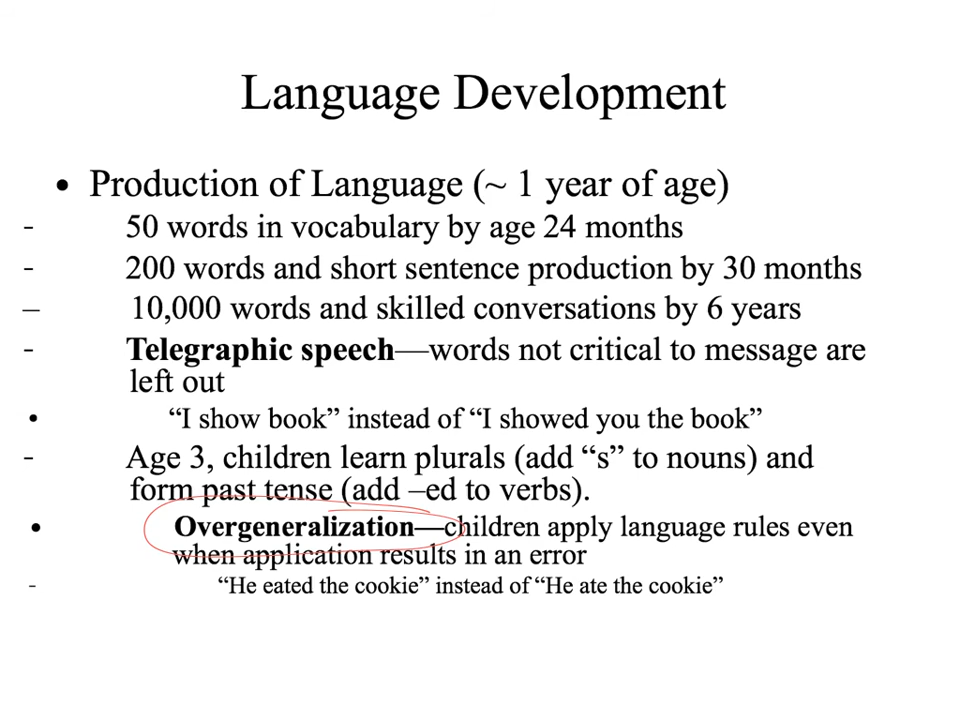 Language Development
• Production of Language (~ 1 year of age)
- 50 words in vocabulary by age 24 months
- 200 words and short sentence production by 30 months
– 10,000 words and skilled conversations by 6 years
- Telegraphic speech—words not critical to message are
left out
• “I show book” instead of “I showed you the book”
- Age 3, children learn plurals (add “s” to nouns) and
form past tense (add –ed to verbs).
• Overgeneralization—children apply language rules even
when application results in an error
- “He eated the cookie” instead of “He ate the cookie”